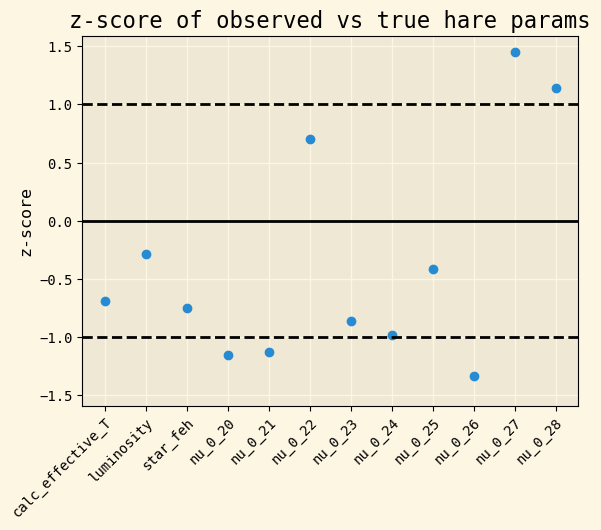 z-score of observed vs true hare params
z-score
1.5
1.0
0.5
0.0
−0.5
−1.0
−1.5
calc_effective_T
luminosity
star_feh
nu_0_20
nu_0_21
nu_0_22
nu_0_23
nu_0_24
nu_0_25
nu_0_26
nu_0_27
nu_0_28